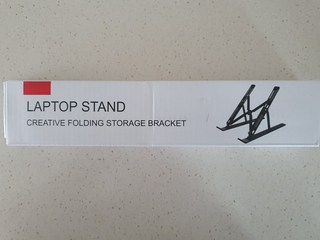 LAPTOP STAND
CREATIVE FOLDING STORAGE BRACKET